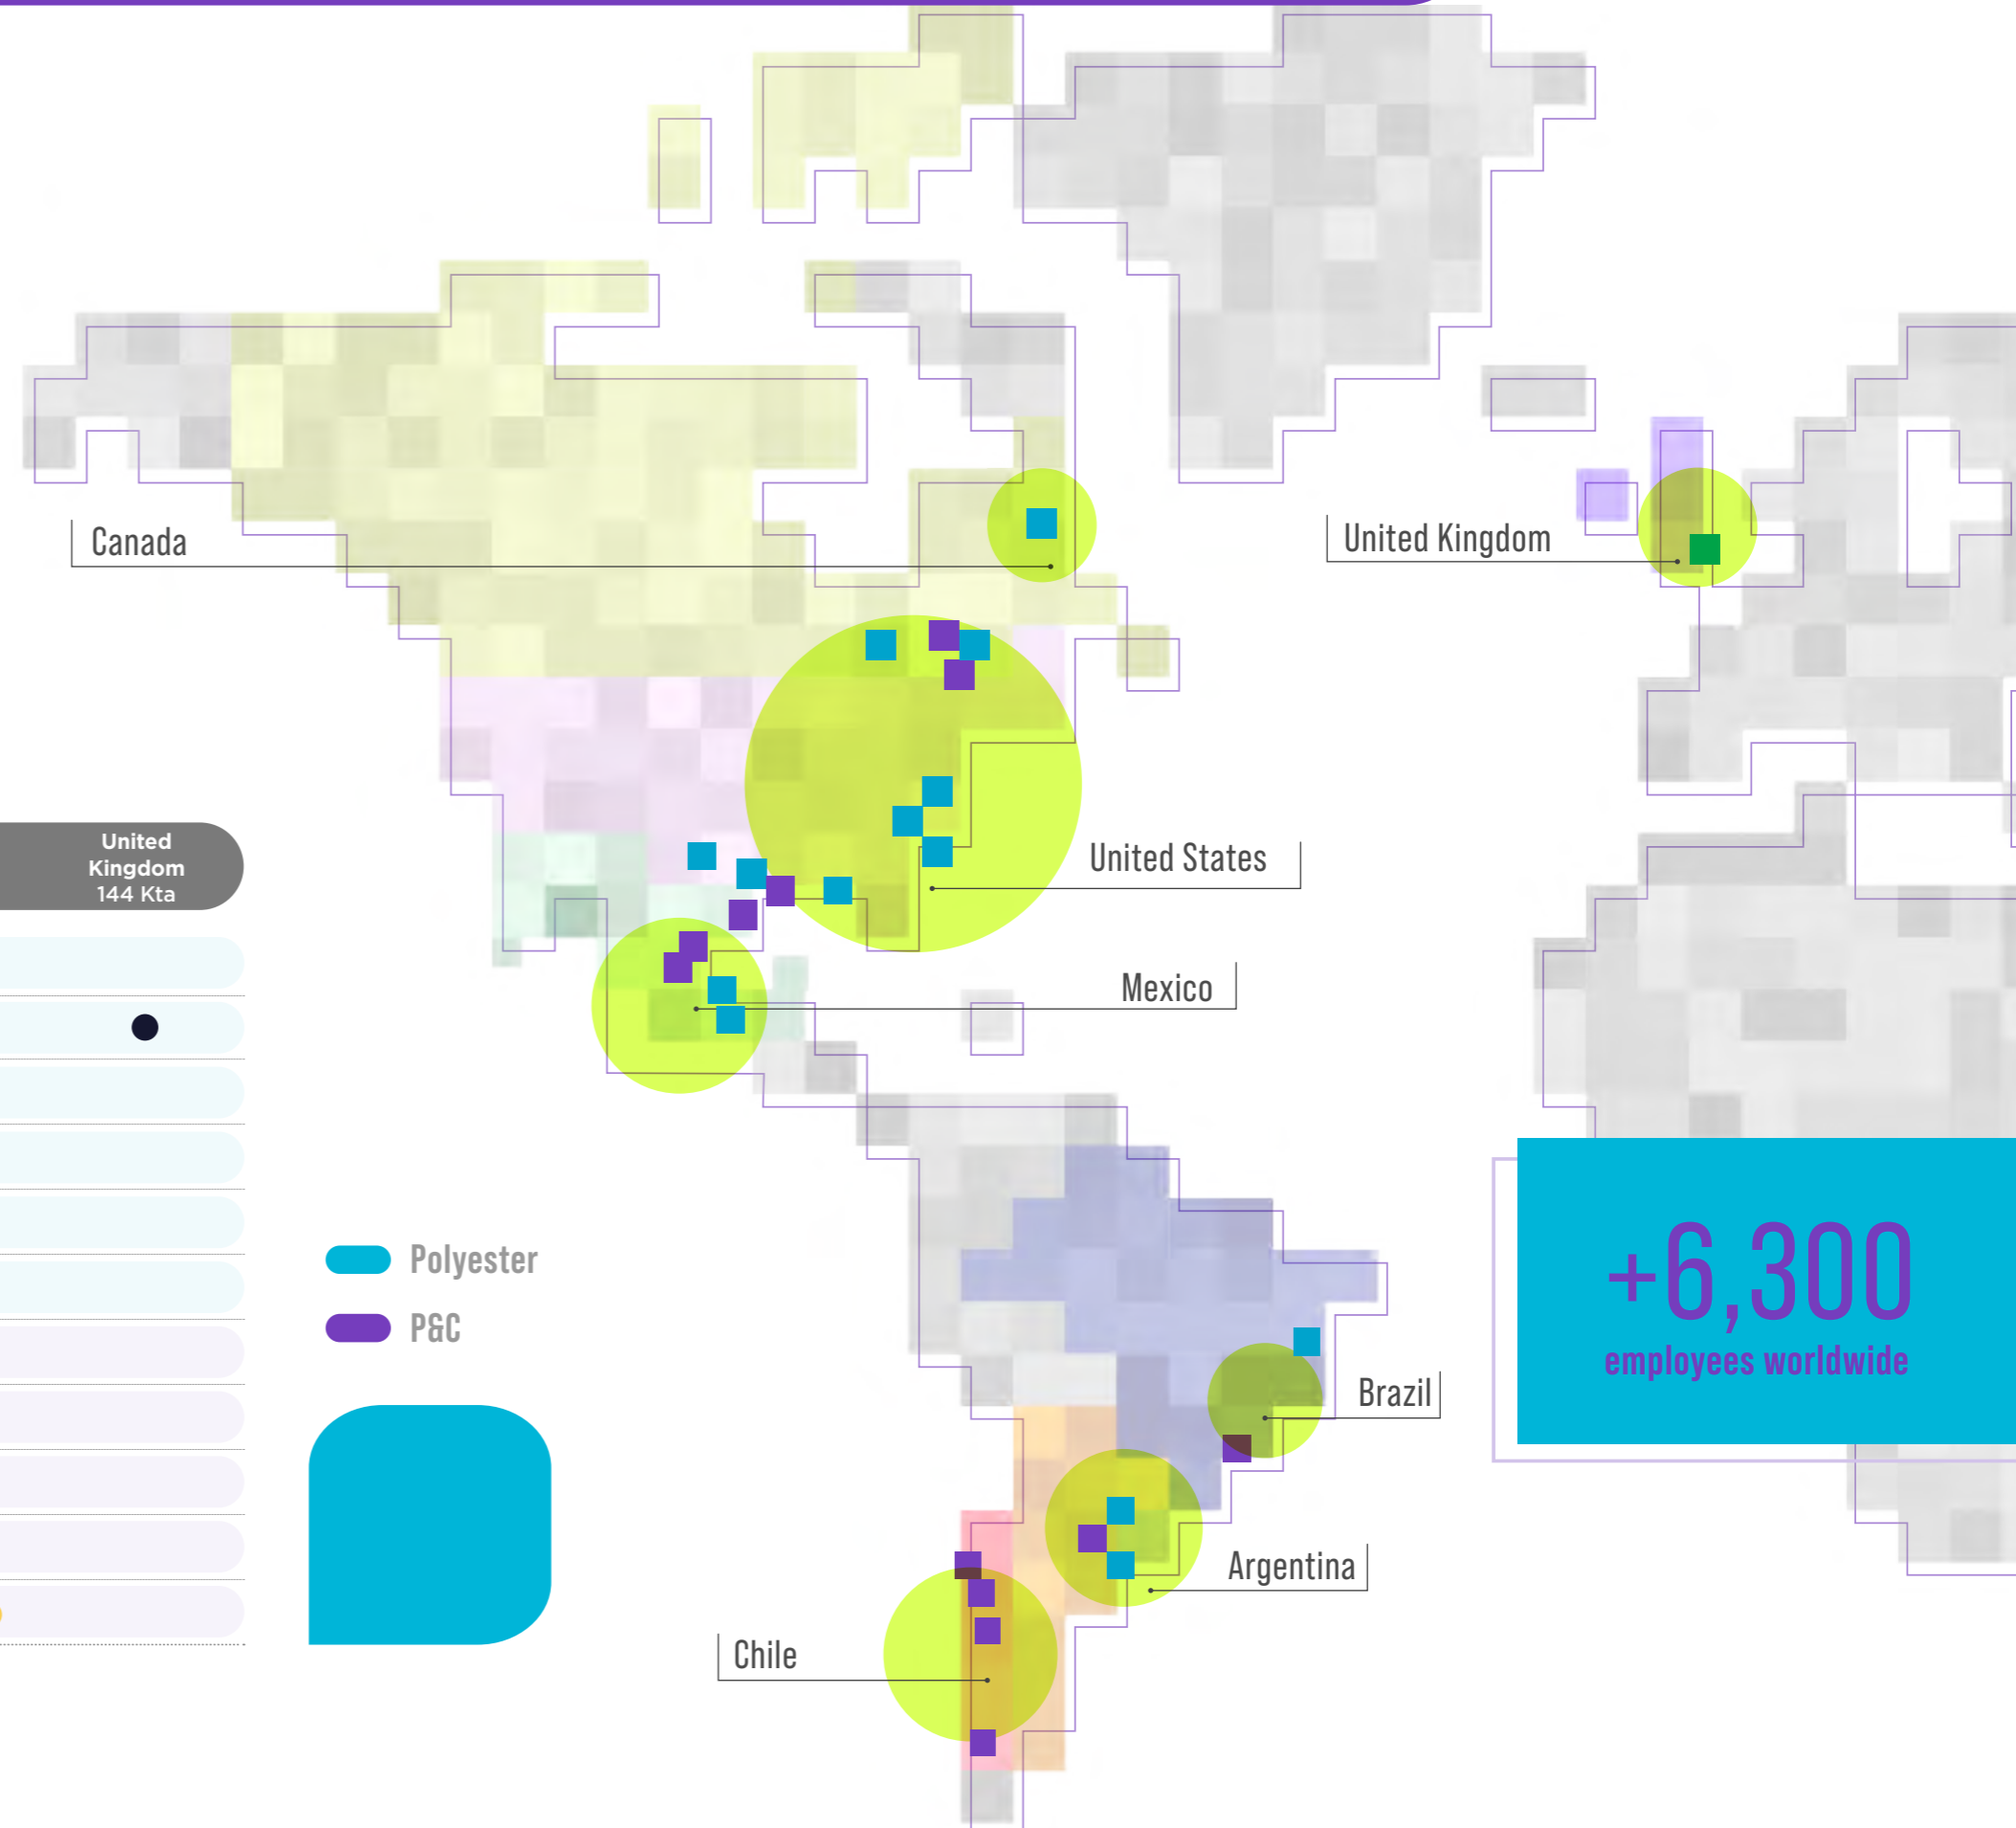 Canada
United Kingdom
United
Kingdom
144 Kta
United States
Mexico
Polyester
P&C
+6,300
employees worldwide
Brazil
Argentina
Chile